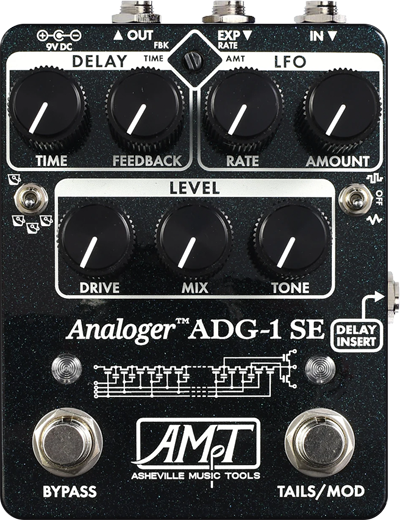 9V DC
▲ OUT
EXP ▼
IN ▼
FBK
RATE
DELAY
TIME
AMT
LFO
TIME
FEEDBACK
RATE
AMOUNT
LEVEL
OFF
DRIVE
MIX
TONE
Analoger™ ADG-1 SE
DELAY
INSERT
AMT
ASHEVILLE MUSIC TOOLS
BYPASS
TAILS/MOD